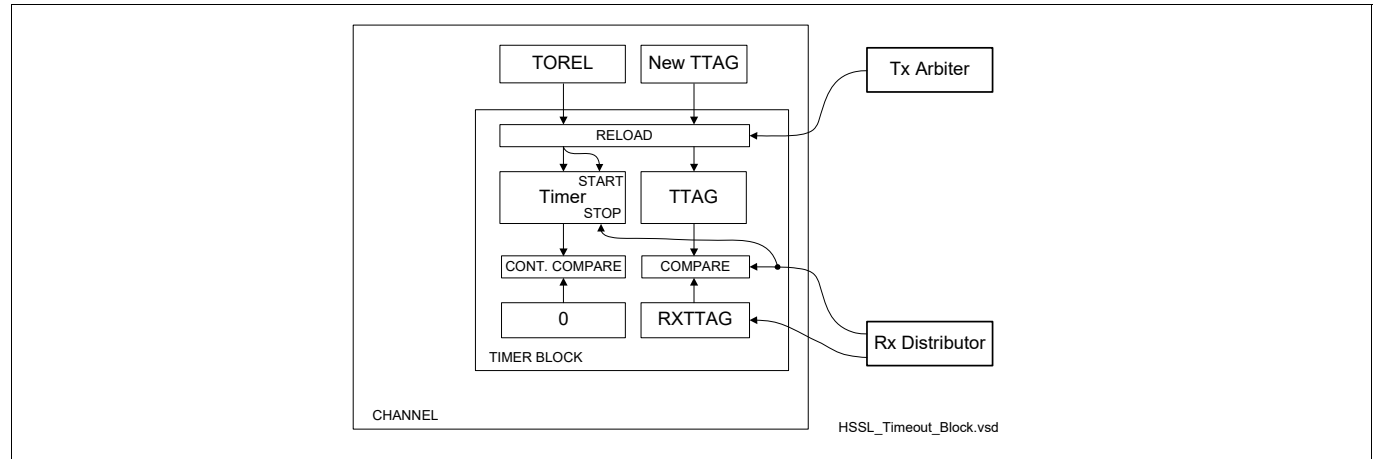 TOREL
New TTAG
Tx Arbiter
RELOAD
START
Timer
STOP
TTAG
CONT. COMPARE
COMPARE
0
RXTTAG
Rx Distributor
TIMER BLOCK
CHANNEL
HSSL_Timeout_Block.vsd